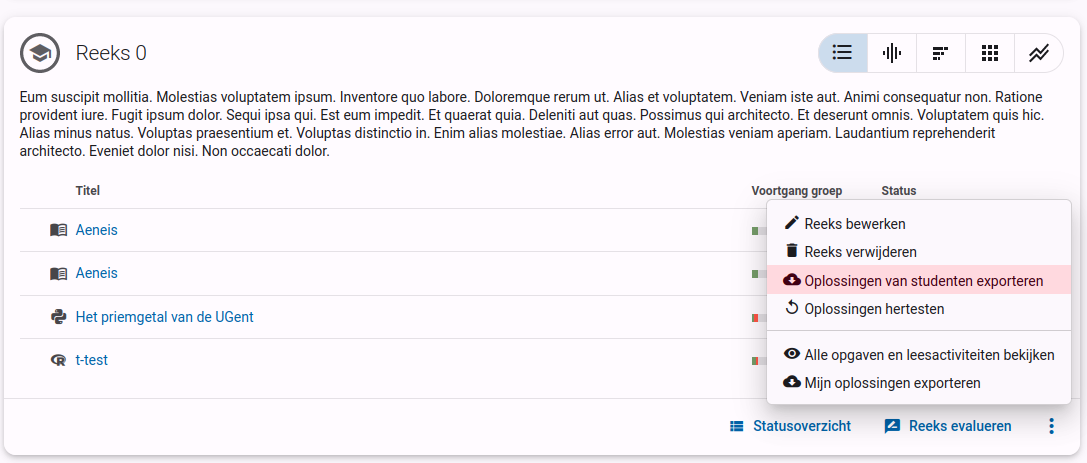 Reeks 0
Eum suscipit mollitia. Molestias voluptatem ipsum. Inventore quo labore. Doloremque rerum ut. Alias et voluptatem. Veniam iste aut. Animi consequatur non. Ratione
provident iure. Fugit ipsum dolor. Sequi ipsa qui. Est eum impedit. Et quaerat quia. Deleniti aut quas. Possimus qui architecto. Et deserunt omnis. Voluptatem quis hic.
Alias minus natus. Voluptas praesentium et. Voluptas distinctio in. Enim alias molestiae. Alias error aut. Molestias veniam aperiam. Laudantium reprehenderit
architecto. Eveniet dolor nisi. Non occaecati dolor.
Titel Voortgang groep Status
Aeneis
Aeneis
Het priemgetal van de UGent
t-test
Reeks bewerken
Reeks verwijderen
Oplossingen van studenten exporteren
Oplossingen hertesten
Alle opgaven en leesactiviteiten bekijken
Mijn oplossingen exporteren
Statusoverzicht Reeks evalueren